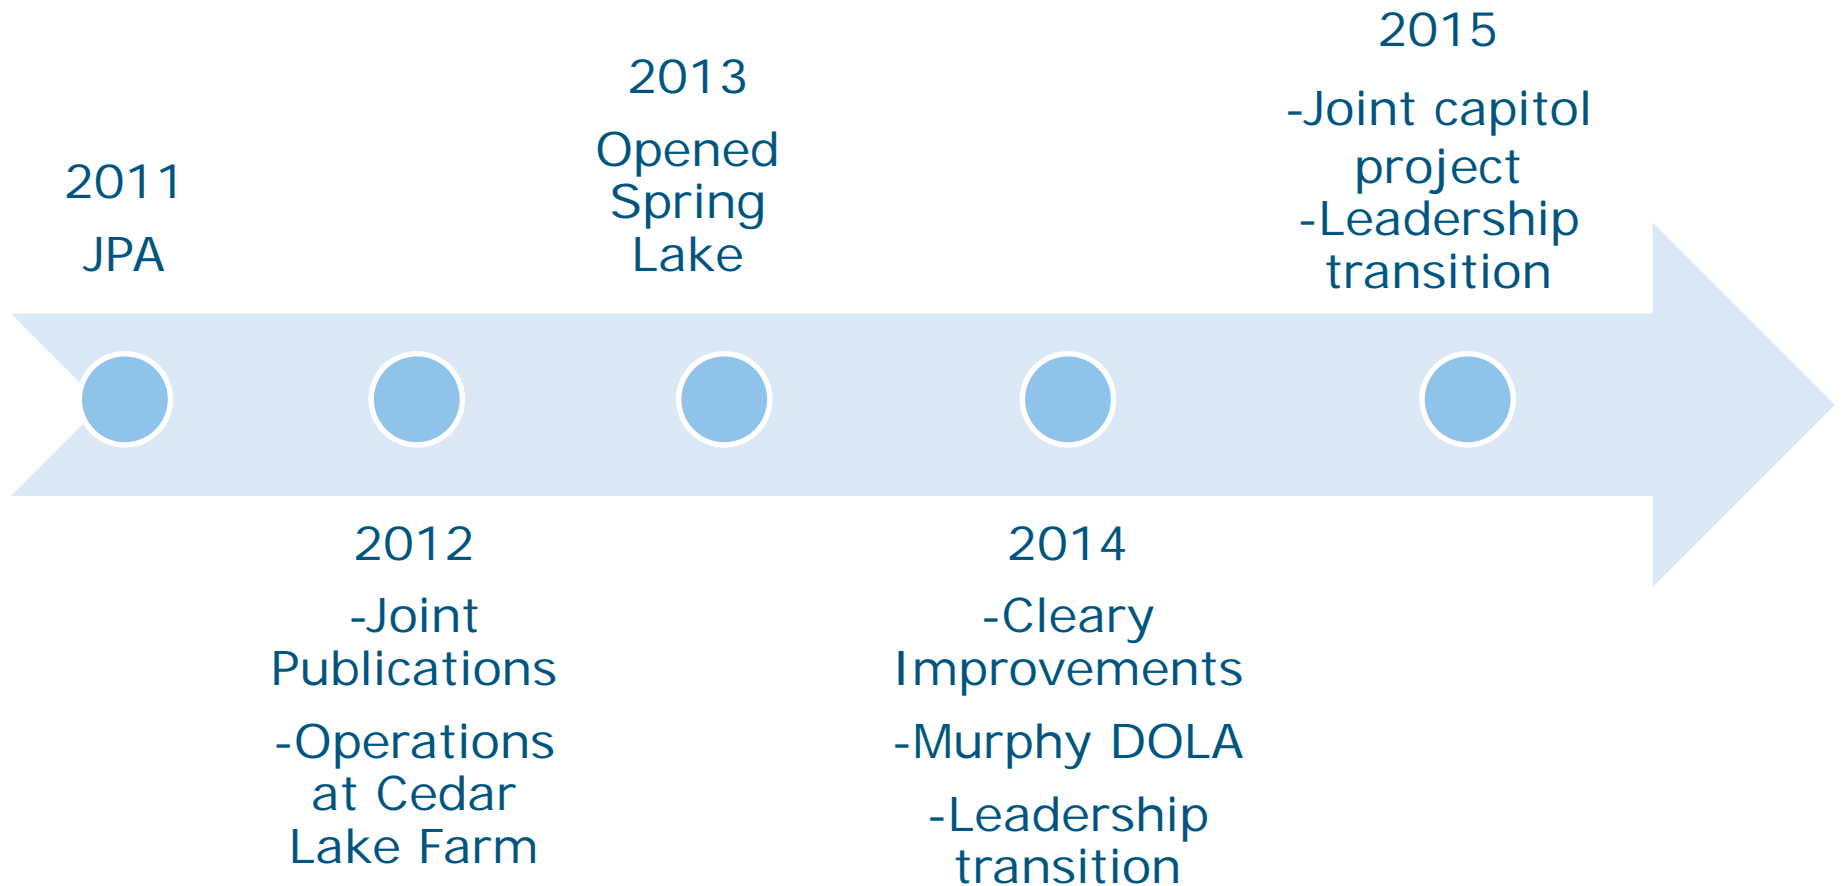 2011
JPA
2012
-Joint
Publications
-Operations
at Cedar
Lake Farm
2013
Opened
Spring
Lake
2014
-Cleary
Improvements
-Murphy DOLA
-Leadership
transition
2015
-Joint capitol
project
-Leadership
transition